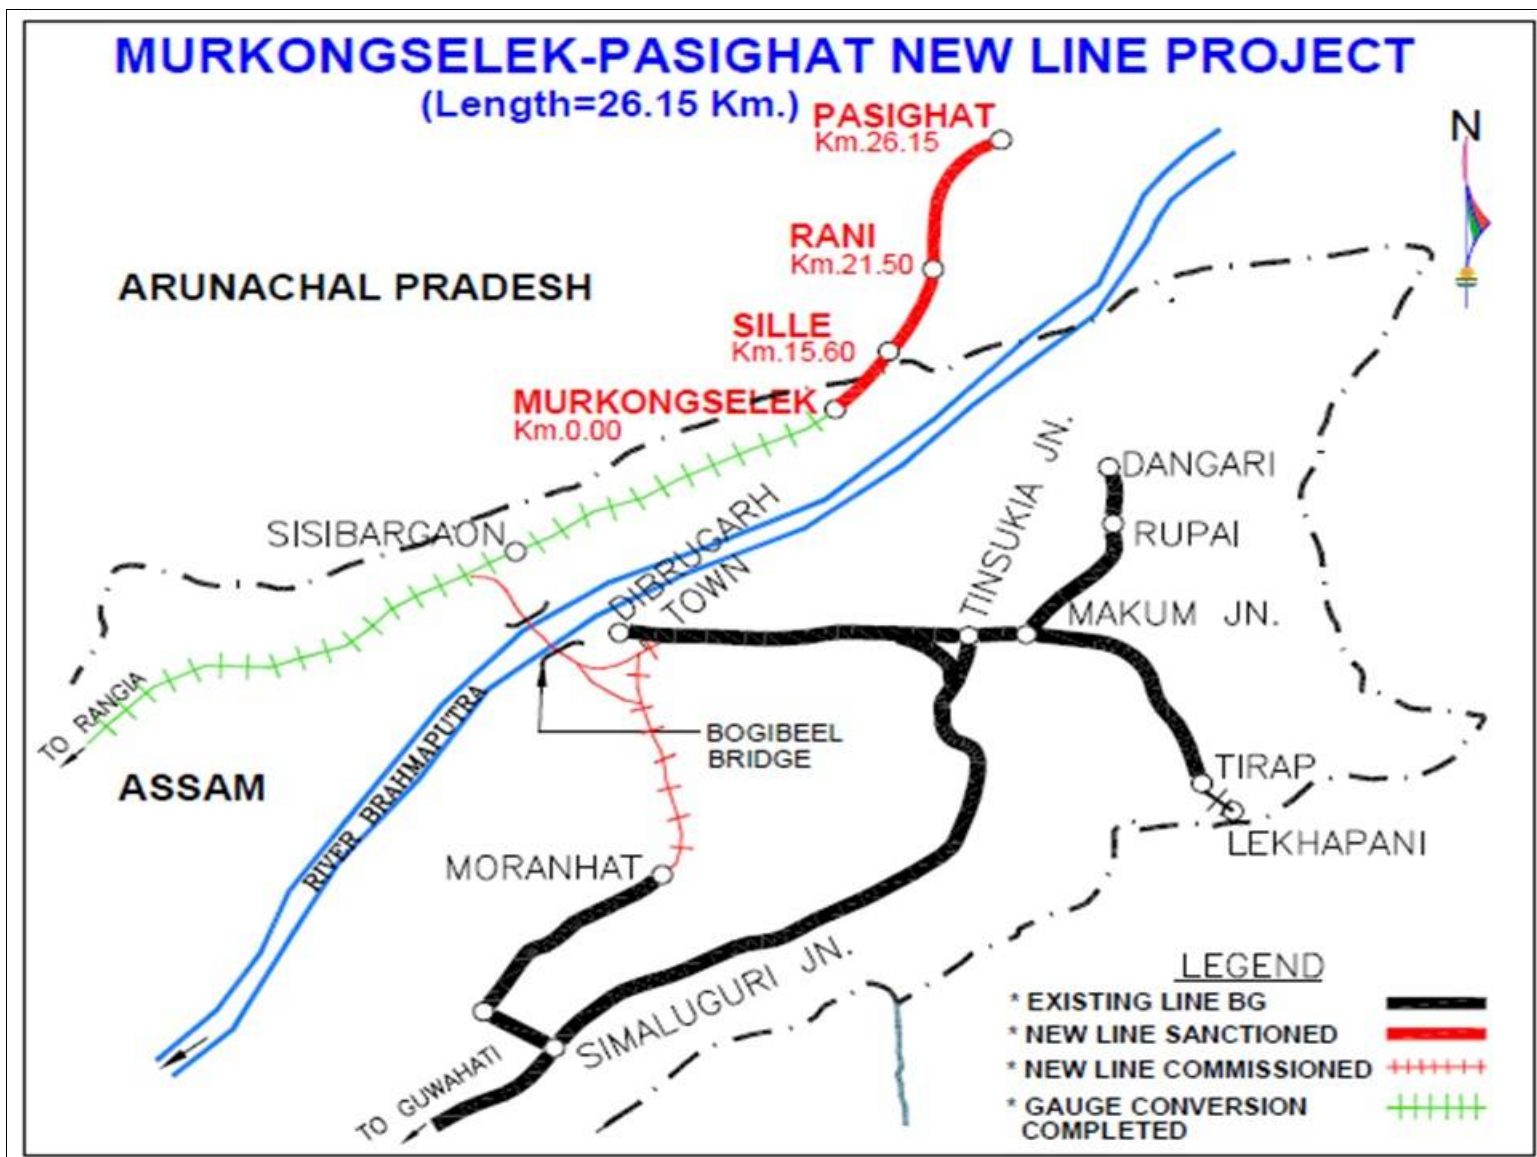 MURKONGSELEK-PASIGHAT NEW LINE PROJECT
(Length=26.15 Km.)
PASIGHAT
Km.26.15
N
RANI
Km.21.50
ARUNACHAL PRADESH
SILLE
Km.15.60
MURKONGSELEK
Km.0.00
DANGARI
SISIBARGAON
RUPAI
DIBRUGARH
TOWN
TINSUKIA JN.
MAKUM JN.
TO RANGIA
RIVER BRAHMAPUTRA
BOGIBEEL
BRIDGE
ASSAM
TIRAP
LEKHAPANI
MORANHAT
SIMALUGURI JN.
TO GUWAHATI
LEGEND
* EXISTING LINE BG
* NEW LINE SANCTIONED
* NEW LINE COMMISSIONED
* GAUGE CONVERSION
COMPLETED